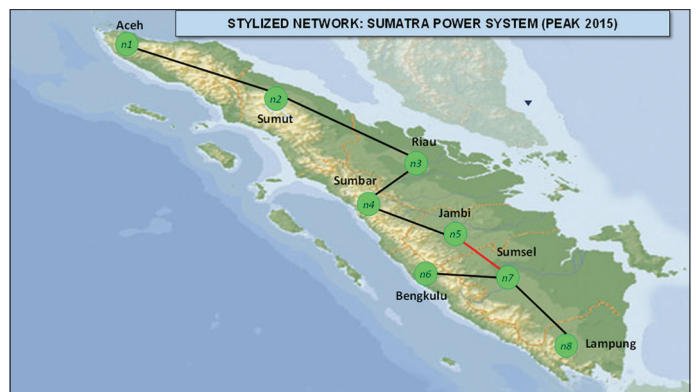 STYLIZED NETWORK: SUMATRA POWER SYSTEM (PEAK 2015)
Aceh
n1
n2
Sumut
Riau
n3
Sumbar
n4
Jambi
n5
Sumsel
n6
n7
Bengkulu
n8
Lampung